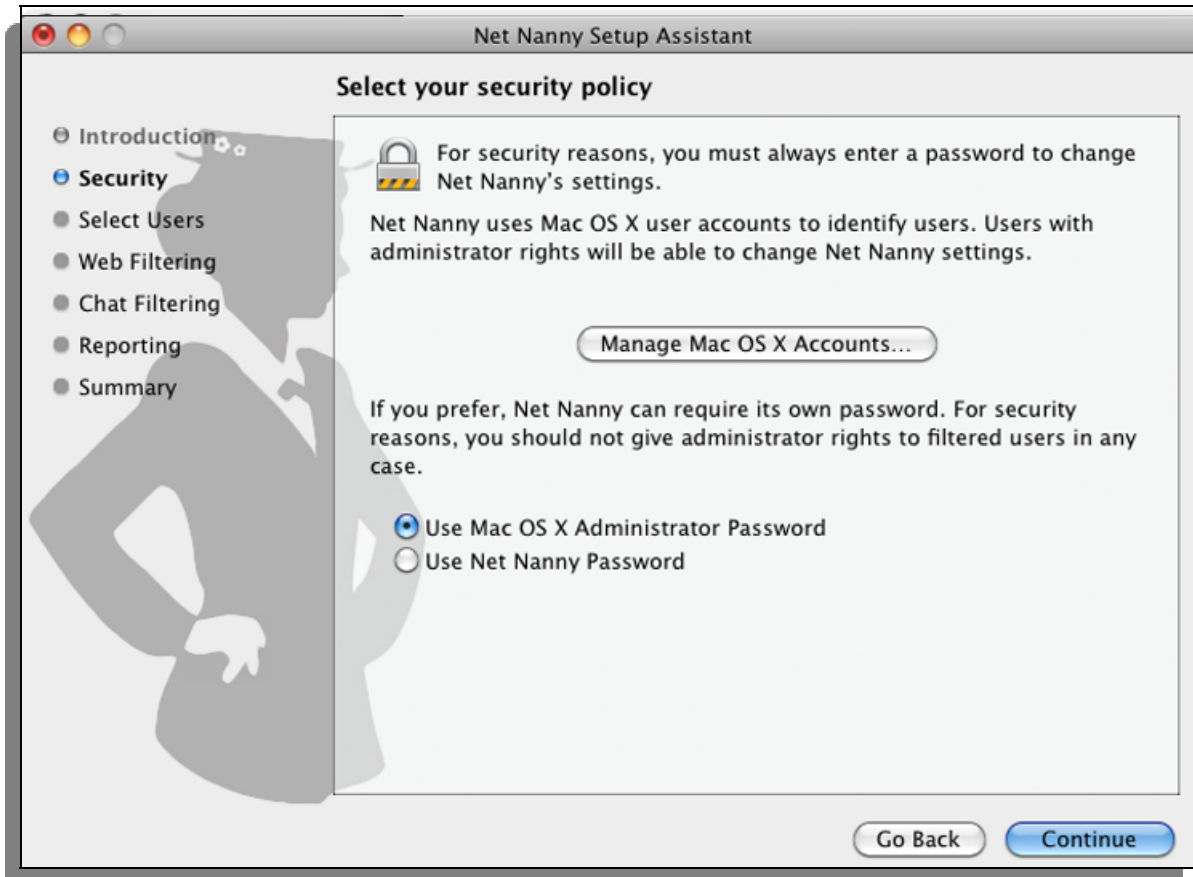 Net Nanny Setup Assistant
Select your security policy
Introduction
Security
Select Users
Web Filtering
Chat Filtering
Reporting
Summary
For security reasons, you must always enter a password to change
Net Nanny's settings.
Net Nanny uses Mac OS X user accounts to identify users. Users with
administrator rights will be able to change Net Nanny settings.
Manage Mac OS X Accounts...
If you prefer, Net Nanny can require its own password. For security
reasons, you should not give administrator rights to filtered users in any
case.
Use Mac OS X Administrator Password
Use Net Nanny Password
Go Back
Continue